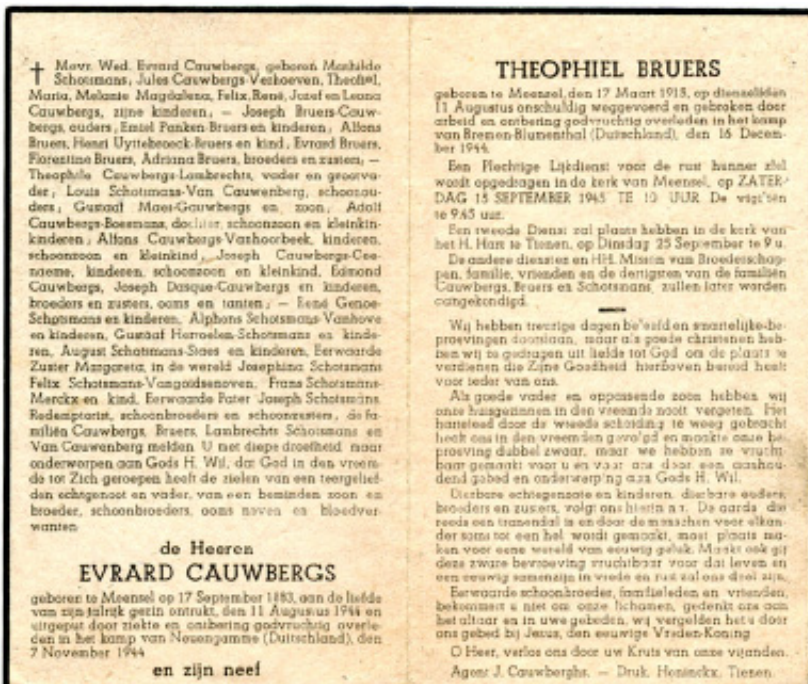 † Mevr. Wed. Evrard Cauwbergs, geboren Mathilde
Schotsmans; Jules Cauwbergs-Verhoeven, Theofiel,
Maria, Melanie Magdalena, Felix, René, Jozef en Leona
Cauwbergs, zijne kinderen; — Joseph Bruers-Cauw-
bergs, ouders; Emiel Panken-Bruers en kinderen; Alfons
Bruers, Henri Uyttebroeck-Bruers en kind, Evrard Bruers,
Florentine Bruers, Adriana Bruers, broeders en zusters; —
Theophile Cauwbergs-Lambrechts, vader en grootva-
der; Louis Schotsmans-Van Cauwenberg, schoonou-
ders; Gustaaf Maes-Cauwbergs en zoon; Adolf
Cauwbergs-Boesmans, dochter, schoonzoon en kleinkin-
kinderen; Alfons Cauwbergs-Vanhoorbeek, kinderen,
schoonzoon en kleinkind, Joseph Cauwbergs-Coe-
naeme, kinderen, schoonzoon en kleinkind, Edmond
Cauwbergs, Joseph Dasque-Cauwbergs en kinderen,
broeders en zusters, ooms en tanten; — René Genoe-
Schotsmans en kinderen, Alphons Schotsmans-Vanhove
en kinderen, Gustaaf Herroelen-Schotsmans en kinde-
ren, August Schotsmans-Staes en kinderen, Eerwaarde
Zuster Margareta, in de wereld Josephina Schotsmans
Felix Schotsmans-Vangoidsenoven, Frans Schotsmans-
Merckx en kind, Eerwaarde Pater Joseph Schotsmans,
Redemptorist, schoonbroeders en schoonzusters, de fa-
miliën Cauwbergs, Bruers, Lambrechts Schotsmans en
Van Cauwenberg melden U met diepe droefheid, maar
onderworpen aan Gods H. Wil, dat God in den vreem-
de tot Zich geroepen heeft de zielen van een teergelief-
den echtgenoot en vader, van een beminden zoon en
broeder, schoonbroeders, ooms neven en bloedver-
wanten
de Heeren
EVRARD CAUWBERGS
geboren te Meensel op 17 September 1883, aan de liefde
van zijn talrijk gezin ontrukt, den 11 Augustus 1944 en
uitgeput door ziekte en ontbering godvruchtig overle-
den in het kamp van Neuengamme (Duitschland), den
7 November 1944
en zijn neef
THEOPHIEL BRUERS
geboren te Meensel, den 17 Maart 1918, op dienzelfden
11 Augustus onschuldig weggevoerd en gebroken door
arbeid en ontbering godvruchtig overleden in het kamp
van Bremen-Blumenthal (Duitschland), den 16 Decem-
ber 1944.
Een Plechtige Lijkdienst voor de rust hunner ziel
wordt opgedragen in de kerk van Meensel, op ZATER-
DAG 15 SEPTEMBER 1945 TE 10 UUR. De wigt'sen
te 9.45 uur.
Een tweede Dienst zal plaats hebben in de kerk van
het H. Hart te Tienen, op Dinsdag 25 September te 9 u.
De andere diensten en HH. Missen van Broederschap-
pen, familie, vrienden en de dertigsten van de familiën
Cauwbergs, Bruers en Schotsmans, zullen later worden
aangekondigd.
Wij hebben treurige dagen beleefd en smartelijke be-
proevingen doorstaan, maar als goede christenen heb-
ben wij te gedragen uit liefde tot God om de plaats te
verdienen die Zijne Goedheid hierboven bereid heeft
voor ieder van ons.
Als goede vader en oppassende zoon hebben wij
onze huisgezinnen in den vreemde nooit vergeten. Het
harteleed door de wreede scheiding te weeg gebracht
heeft ons in den vreemden gevolgd en maakte onze be-
proeving dubbel zwaar, maar we hebben ze vrucht-
baar gemaakt voor u en voor ons door een aanhou-
dend gebed en onderwerping aan Gods H. Wil.
Dierbare echtgenoote en kinderen, dierbare ouders,
broeders en zusters, volgt ons hierin na. De aarde, die
reeds een tranendal is en door de menschen voor elkan-
der soms tot een hel wordt gemaakt, moet plaats ma-
ken voor eene wereld van eeuwig geluk. Maakt ook gij
deze zware beproeving vruchtbaar voor dat leven en
een eeuwig samenzijn in vrede en rust zal ons deel zijn.
Eerwaarde schoonbroeder, familieleden en vrienden,
bekommert u niet om onze lichamen, gedenkt ons aan
het altaar en in uwe gebeden, wij vergelden het u door
ons gebed bij Jesus, den eeuwige Vreden-Koning
O Heer, verlos ons door uw Kruis van onze vijanden.
Agent J. Cauwberghs. — Druk. Honinckx, Tienen.